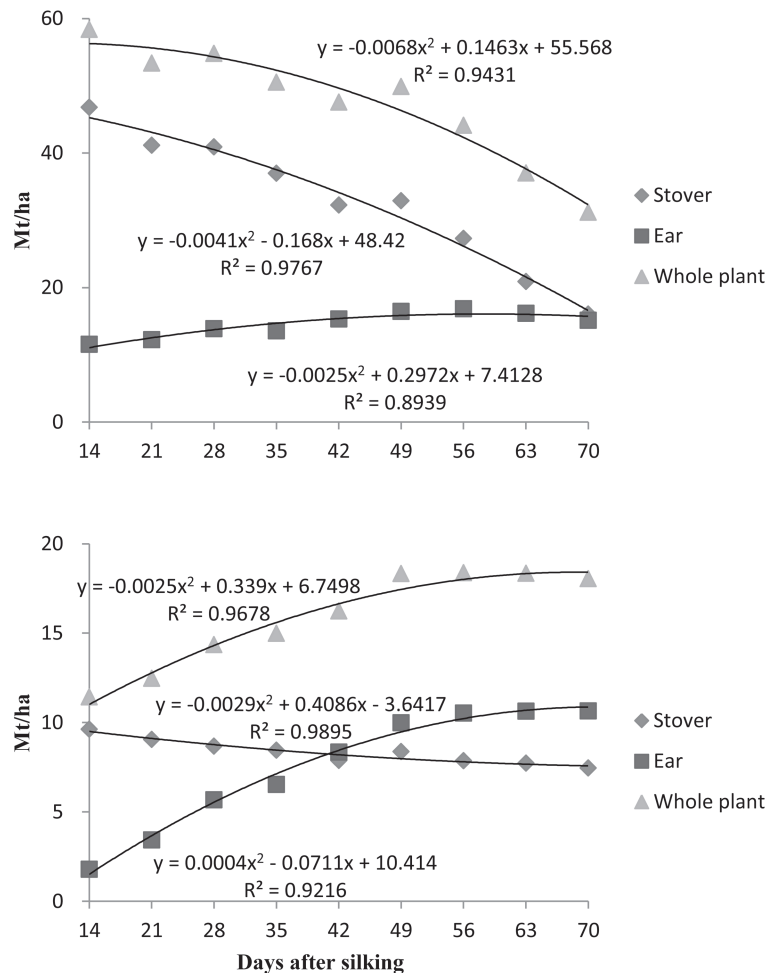 60
y = -0.0068x² + 0.1463x + 55.568
R² = 0.9431
40
Mt/ha
Stover
Ear
Whole plant
y = -0.0041x² - 0.168x + 48.42
R² = 0.9767
20
y = -0.0025x² + 0.2972x + 7.4128
R² = 0.8939
0
14 21 28 35 42 49 56 63 70
20
y = -0.0025x² + 0.339x + 6.7498
R² = 0.9678
15
y = -0.0029x² + 0.4086x - 3.6417
R² = 0.9895
10
Mt/ha
Stover
Ear
Whole plant
5
y = 0.0004x² - 0.0711x + 10.414
R² = 0.9216
0
14 21 28 35 42 49 56 63 70
Days after silking